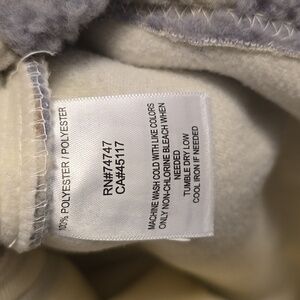 100% POLYESTER / POLYESTER
RN#74747
CA#45117
MACHINE WASH COLD WITH LIKE COLORS
ONLY NON-CHLORINE BLEACH WHEN
NEEDED
TUMBLE DRY LOW
COOL IRON IF NEEDED